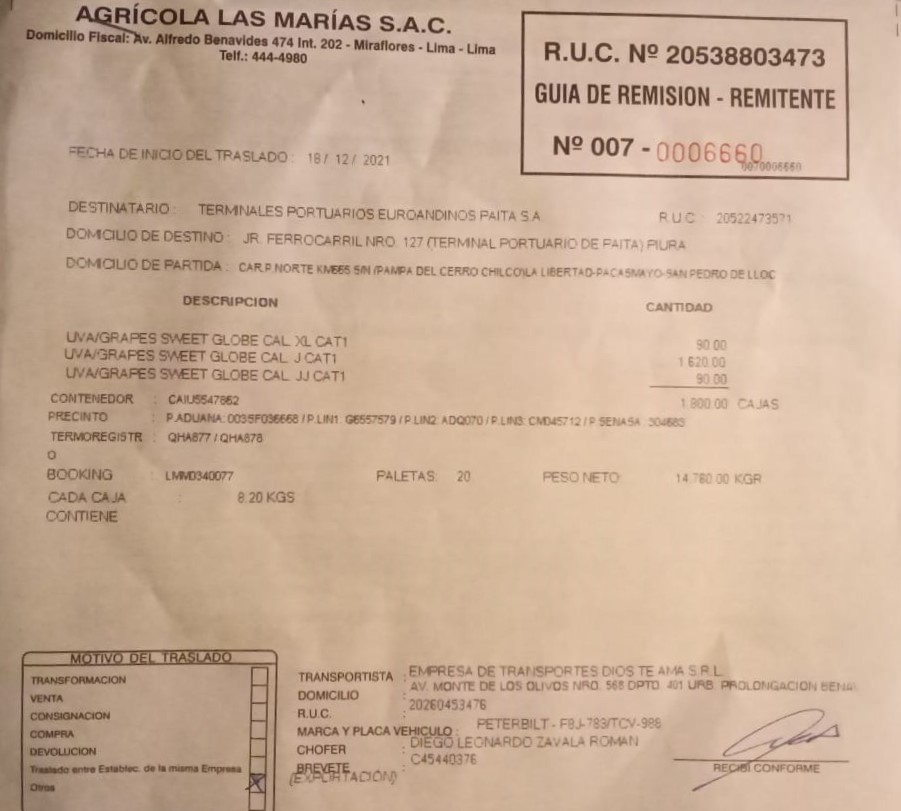 AGRÍCOLA LAS MARÍAS S.A.C.
Domicilio Fiscal: Av. Alfredo Benavides 474 Int. 202 - Miraflores - Lima - Lima
Telf.: 444-4980
R.U.C. Nº 20538803473
GUIA DE REMISION - REMITENTE
Nº 007 - 0006660
0070006660
FECHA DE INICIO DEL TRASLADO : 18/ 12/ 2021
DESTINATARIO : TERMINALES PORTUARIOS EUROANDINOS PAITA S.A. R.U.C : 20522473571
DOMICILIO DE DESTINO : JR. FERROCARRIL NRO. 127 (TERMINAL PORTUARIO DE PAITA) PIURA
DOMICILIO DE PARTIDA : CAR.P.NORTE KM665 S/N /PAMPA DEL CERRO CHILCO)LA LIBERTAD-PACASMAYO-SAN PEDRO DE LLOC
DESCRIPCION CANTIDAD
UVA/GRAPES SWEET GLOBE CAL. XL CAT1 90.00
UVA/GRAPES SWEET GLOBE CAL. J CAT1 1 620.00
UVA/GRAPES SWEET GLOBE CAL. JJ CAT1 90.00
1 800.00 CAJAS
CONTENEDOR : CAIU5547862
PRECINTO : P.ADUANA: 0035F036668 / P.LIN1: G6557579 / P.LIN2: ADQ070 / P.LIN3: CMD45712 / P.SENASA: 304683
TERMOREGISTR : QHA877 / QHA878
O
BOOKING : LMM0340077 PALETAS: 20 PESO NETO: 14 760.00 KGR
CADA CAJA : 8.20 KGS
CONTIENE
MOTIVO DEL TRASLADO
TRANSFORMACION
VENTA
CONSIGNACION
COMPRA
DEVOLUCION
Traslado entre Establec. de la misma Empresa
Otros X
TRANSPORTISTA : EMPRESA DE TRANSPORTES DIOS TE AMA S.R.L.
DOMICILIO : AV. MONTE DE LOS OLIVOS NRO. 568 DPTO. 401 URB. PROLONGACION BENA
R.U.C. : 20260453476
MARCA Y PLACA VEHICULO : PETERBILT - F8J-783/TCV-988
CHOFER : DIEGO LEONARDO ZAVALA ROMAN
BREVETE : C45440376
(EXPORTACION)
RECIBI CONFORME